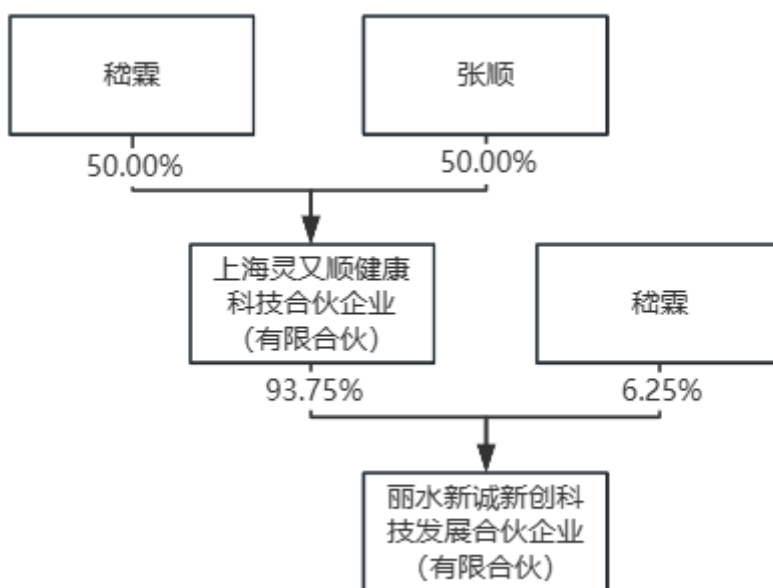 嵇霖
张顺
50.00%
50.00%
上海灵又顺健康
科技合伙企业
（有限合伙）
嵇霖
93.75%
6.25%
丽水新诚新创科
技发展合伙企业
（有限合伙）